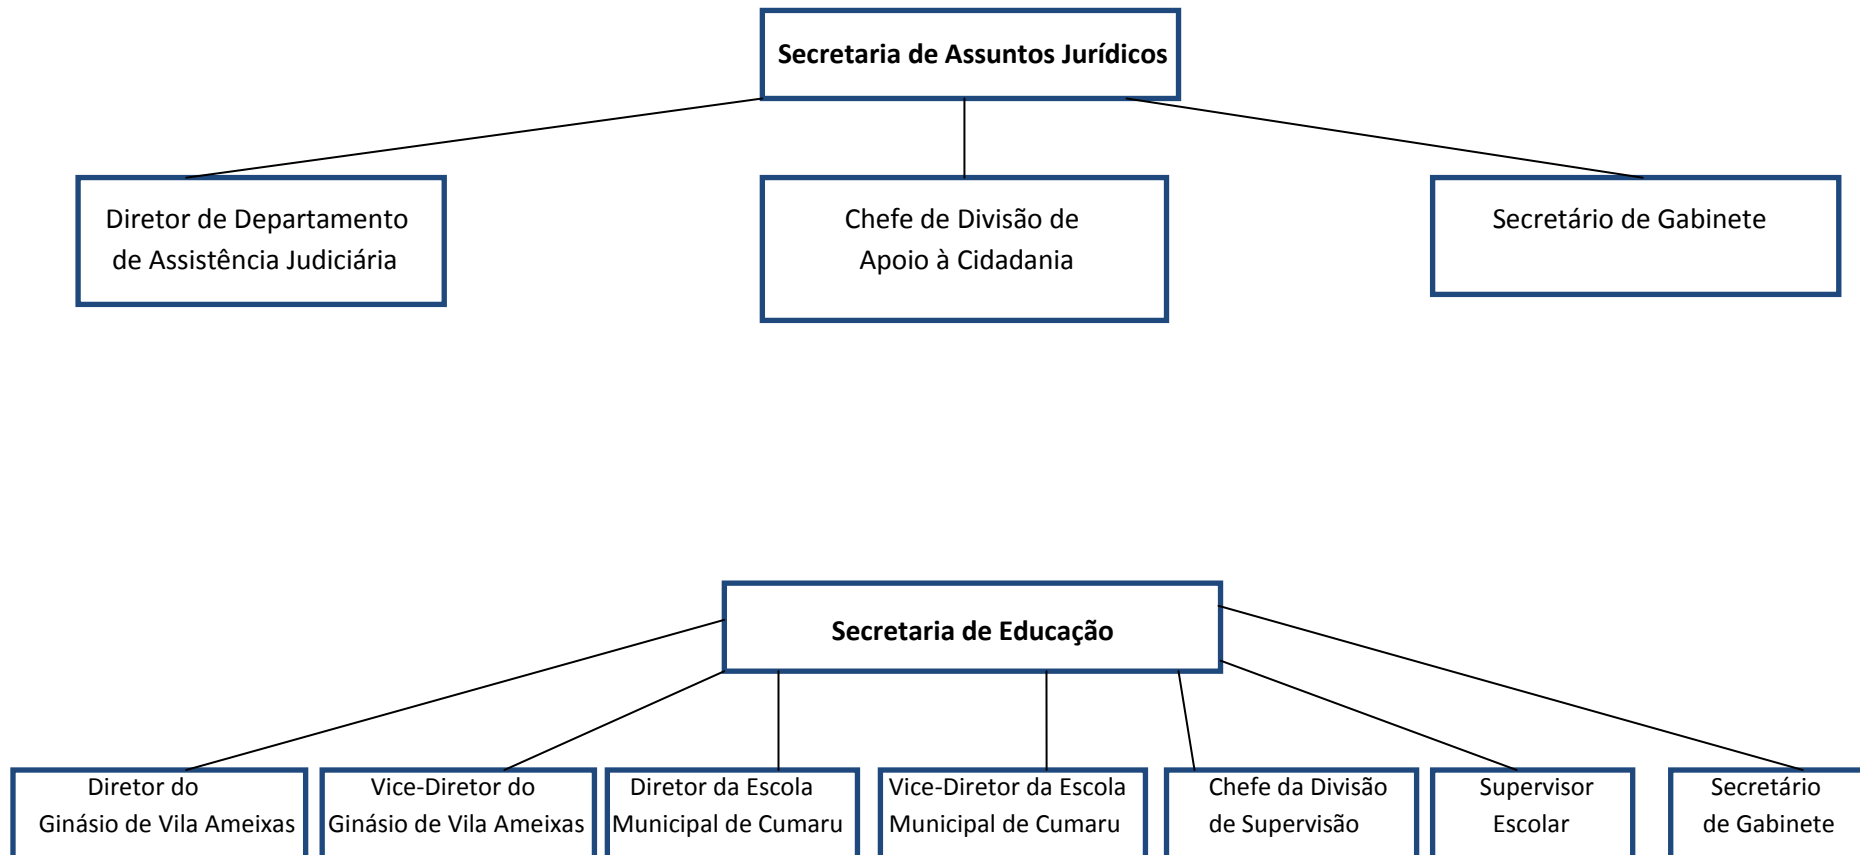 Secretaria de Assuntos Jurídicos
Diretor de Departamento
de Assistência Judiciária
Chefe de Divisão de
Apoio à Cidadania
Secretário de Gabinete
Secretaria de Educação
Diretor do
Ginásio de Vila Ameixas
Vice-Diretor do
Ginásio de Vila Ameixas
Diretor da Escola
Municipal de Cumaru
Vice-Diretor da Escola
Municipal de Cumaru
Chefe da Divisão
de Supervisão
Supervisor
Escolar
Secretário
de Gabinete